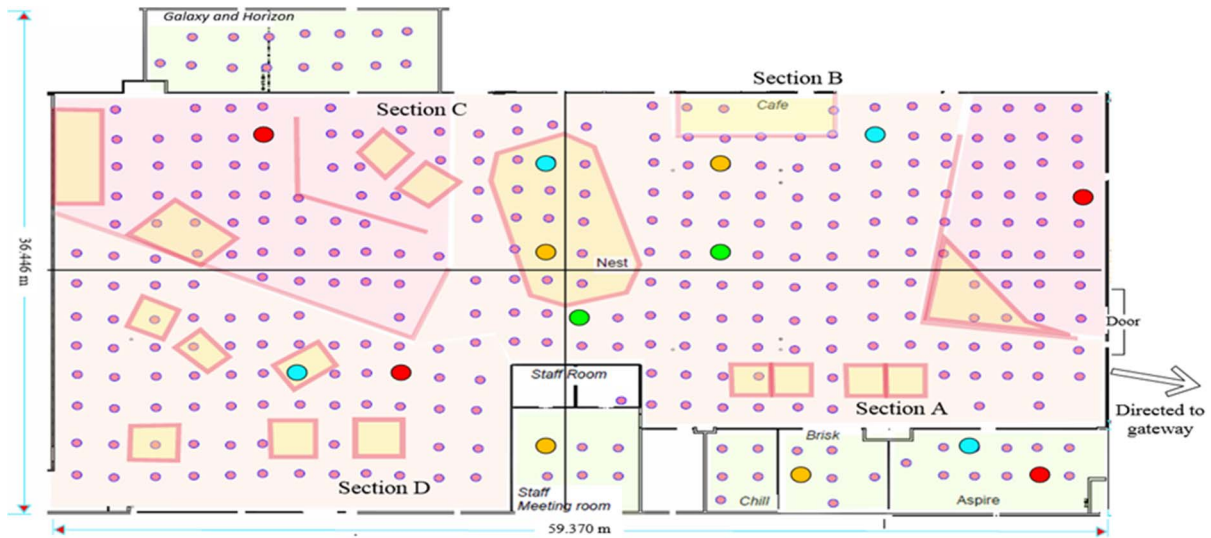 Galaxy and Horizon
Section B
Section C
Cafe
36.446 m
Nest
Door
Staff Room
Directed to
gateway
Section A
Brisk
Section D
Staff
Meeting room
Chill
Aspire
59.370 m